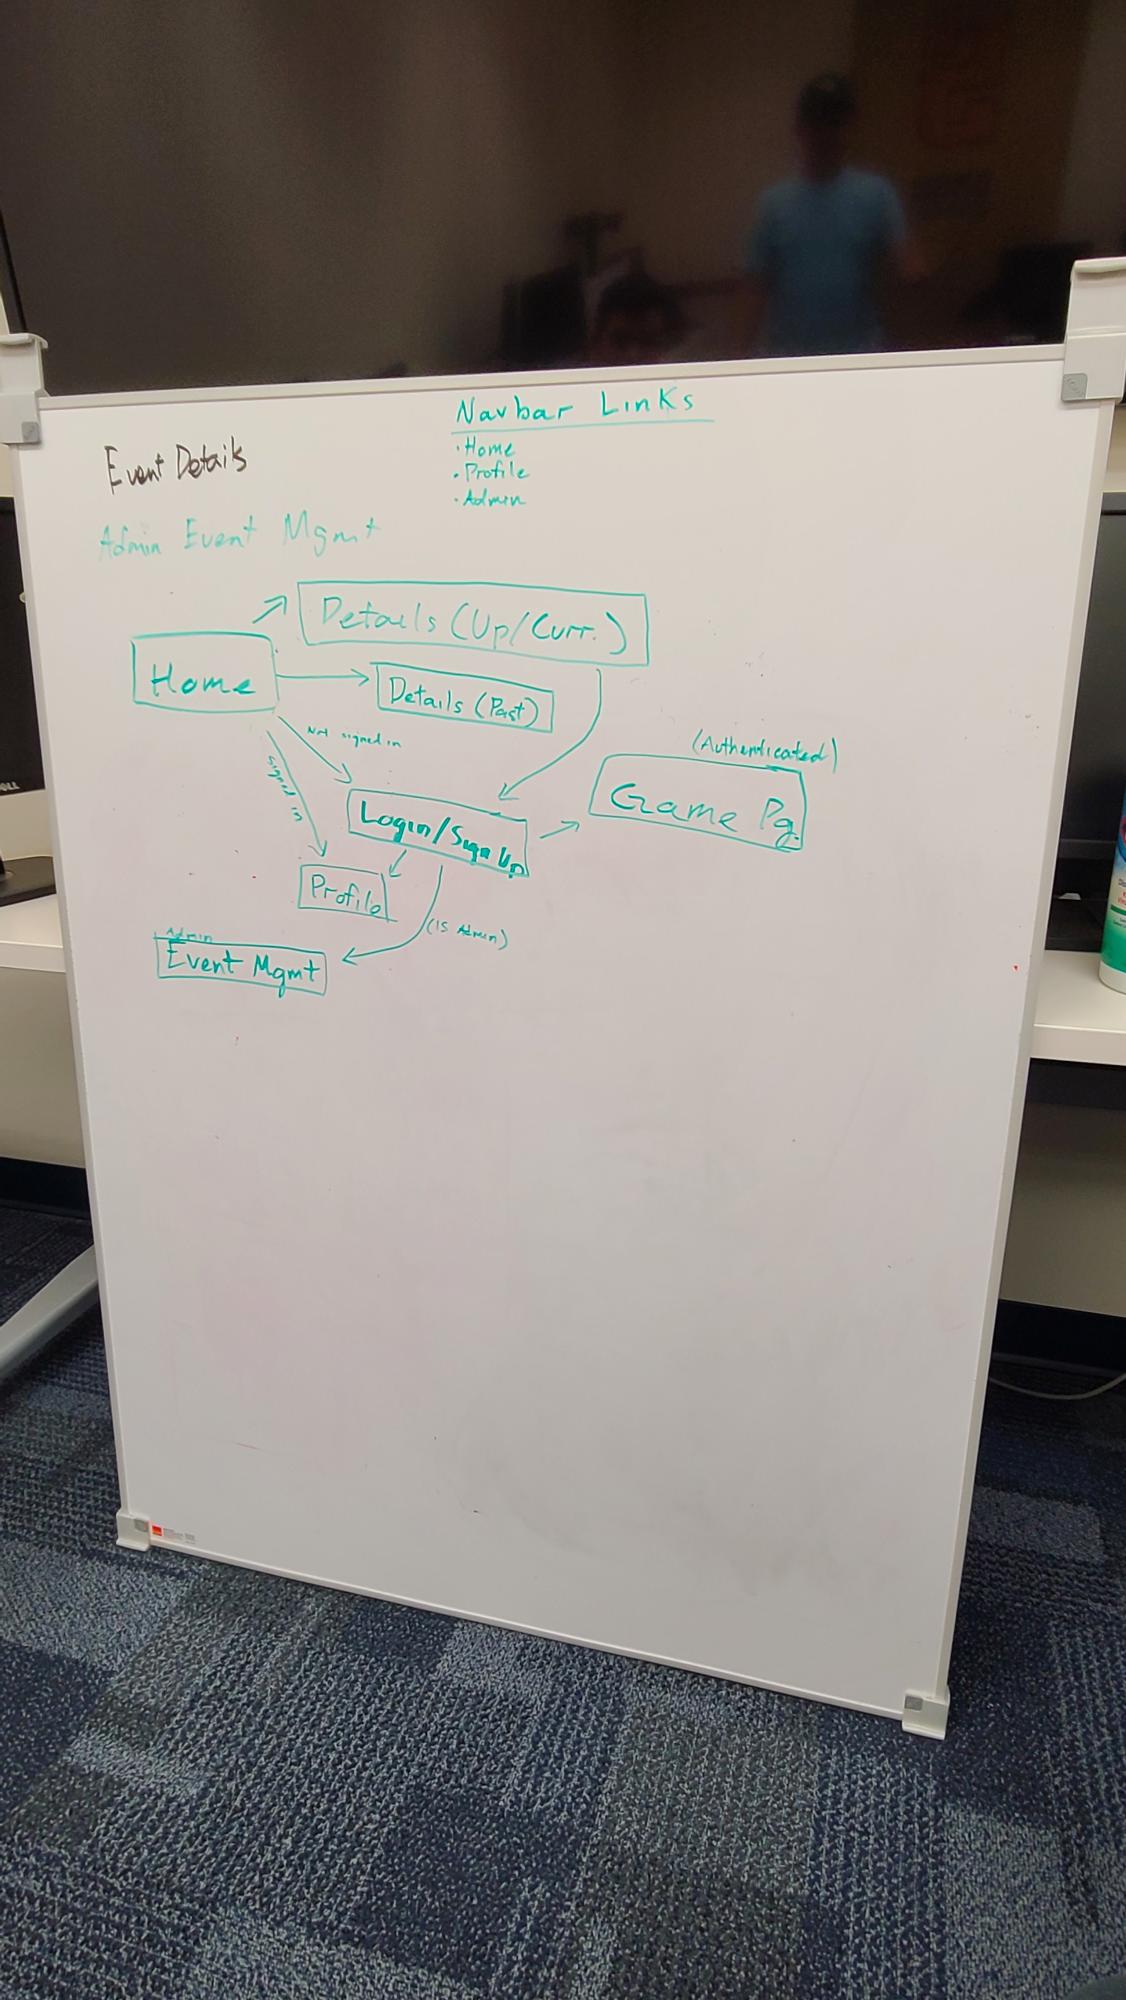 Navbar Links
· Home
· Profile
· Admin
Event Details
Admin Event Mgmt
Details (Up/Curr.)
Home
Details (Past)
Not signed in
(Authenticated)
Signed in
Game Pg.
Login/Sign Up
Profile
(IS Admin)
Admin
Event Mgmt
DELL